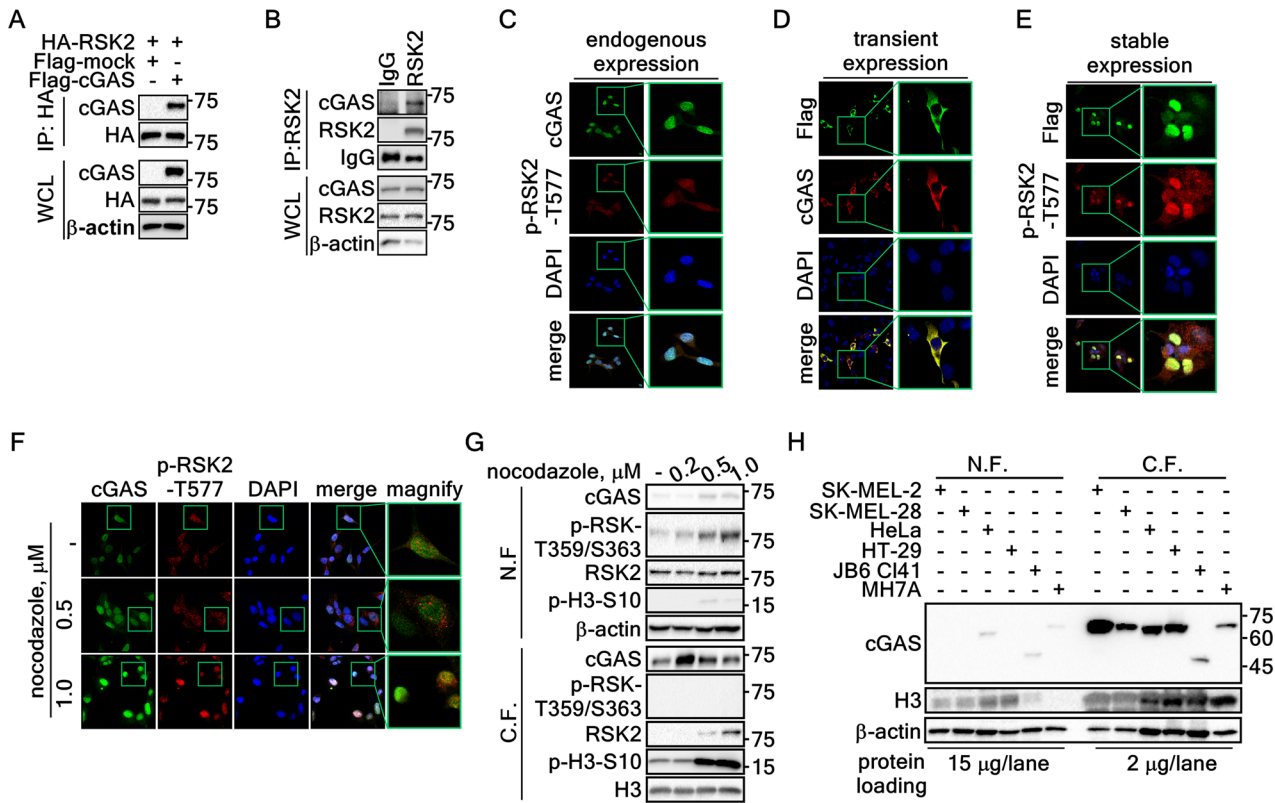 A
HA-RSK2 + +
Flag-mock + -
Flag-cGAS - +
IP: HA
cGAS 75
HA 75
WCL
cGAS
HA 75
β-actin
B
IgG RSK2
IP:RSK2
cGAS 75
RSK2 75
IgG
WCL
cGAS 75
RSK2 75
β-actin
C
endogenous
expression
cGAS
p-RSK2
-T577
DAPI
merge
D
transient
expression
Flag
cGAS
DAPI
merge
E
stable
expression
Flag
p-RSK2
-T577
DAPI
merge
F
p-RSK2
cGAS -T577 DAPI merge magnify
nocodazole, μM
-
0.5
1.0
G
nocodazole, μM - 0.2 0.5 1.0
N.F
cGAS 75
p-RSK-
T359/S363 75
RSK2 75
p-H3-S10 15
β-actin
C.F.
cGAS 75
p-RSK-
T359/S363 75
RSK2 75
p-H3-S10 15
H3
H
N.F. C.F.
SK-MEL-2 + - - - - - + - - - - -
SK-MEL-28 - + - - - - - + - - - -
HeLa - - + - - - - - + - - -
HT-29 - - - + - - - - - + - -
JB6 Cl41 - - - - + - - - - - + -
MH7A - - - - - + - - - - - +
cGAS 75
60
45
H3
β-actin
protein
loading 15 μg/lane 2 μg/lane